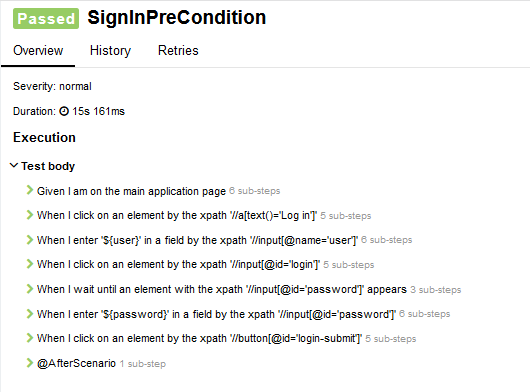 Passed SignInPreCondition
Overview History Retries
Severity: normal
Duration: 15s 161ms
Execution
Test body
Given I am on the main application page 6 sub-steps
When I click on an element by the xpath '//a[text()='Log in']' 5 sub-steps
When I enter '${user}' in a field by the xpath '//input[@name='user']' 6 sub-steps
When I click on an element by the xpath '//input[@id='login']' 5 sub-steps
When I wait until an element with the xpath '//input[@id='password']' appears 3 sub-steps
When I enter '${password}' in a field by the xpath '//input[@id='password']' 6 sub-steps
When I click on an element by the xpath '//button[@id='login-submit']' 5 sub-steps
@AfterScenario 1 sub-step